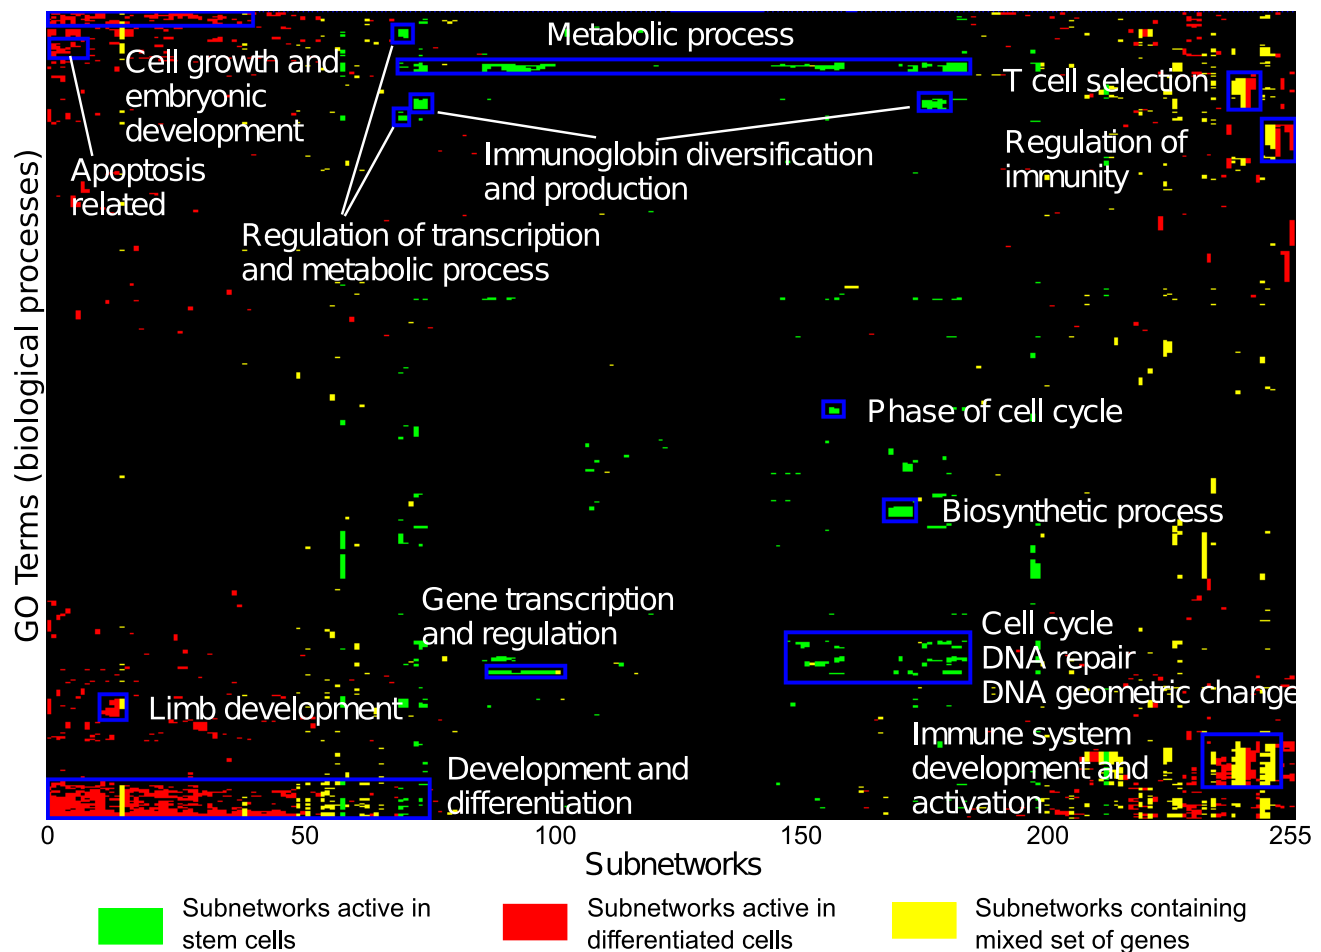 Metabolic process
Cell growth and
embryonic
development
T cell selection
Apoptosis
related
Immunoglobin diversification
and production
Regulation of
immunity
Regulation of transcription
and metabolic process
GO Terms (biological processes)
Phase of cell cycle
Biosynthetic process
Gene transcription
and regulation
Cell cycle
DNA repair
DNA geometric change
Limb development
Immune system
development and
activation
Development and
differentiation
0 50 100 150 200 255
Subnetworks
Subnetworks active in
stem cells
Subnetworks active in
differentiated cells
Subnetworks containing
mixed set of genes